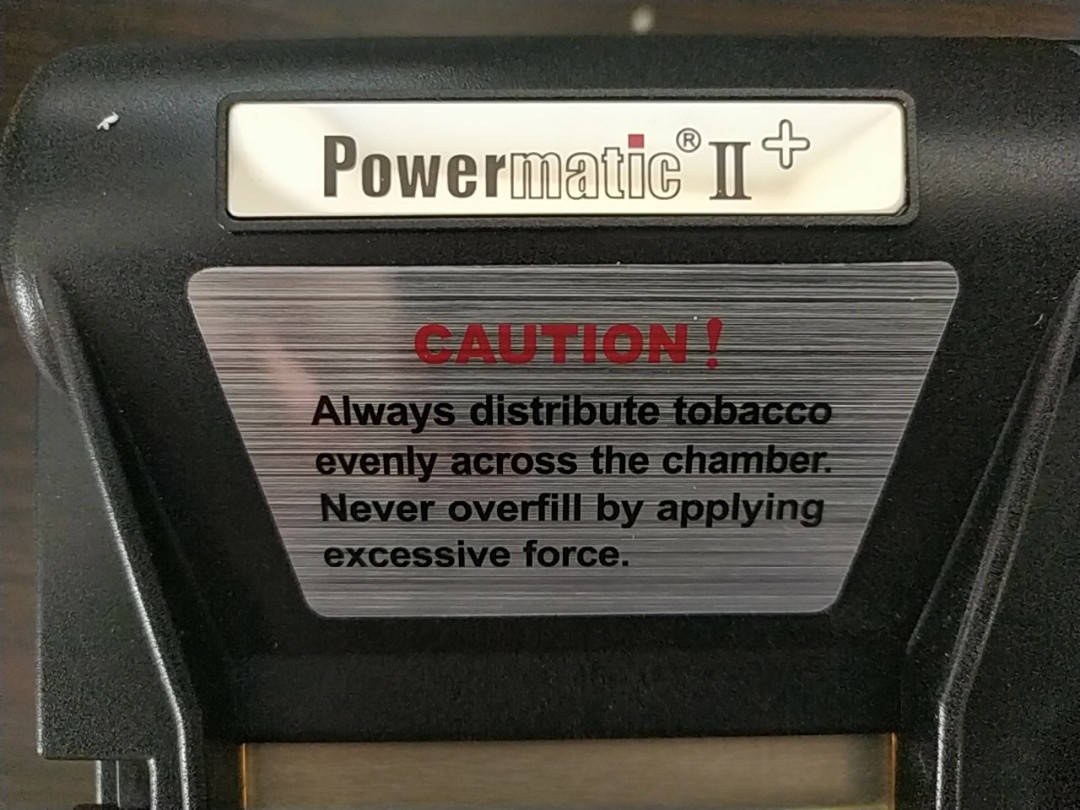 Powermatic® II+
CAUTION!
Always distribute tobacco
evenly across the chamber.
Never overfill by applying
excessive force.